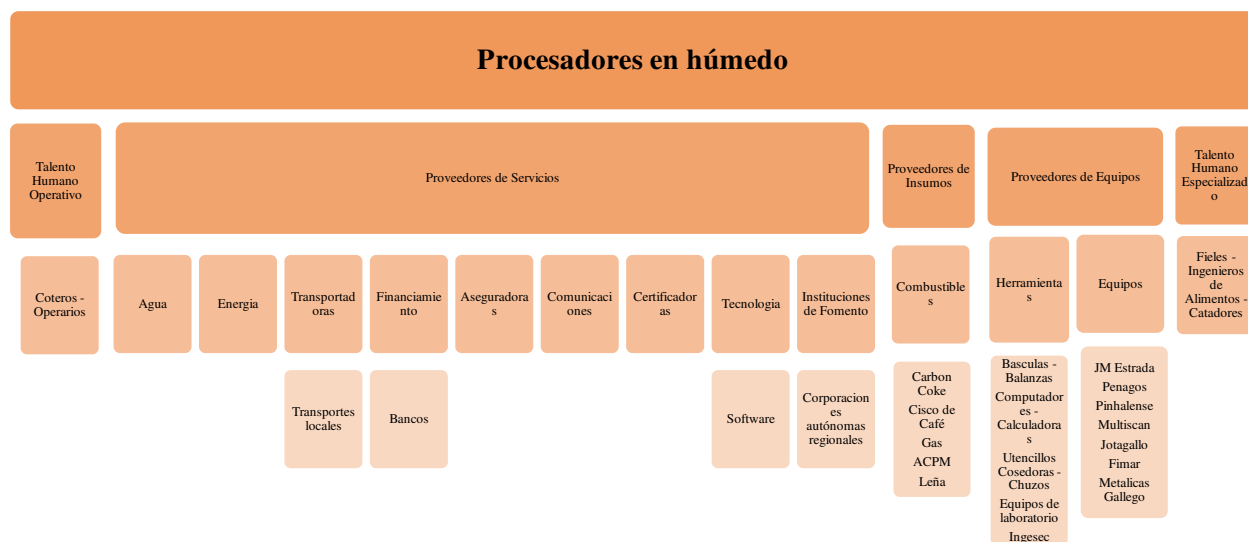 Procesadores en húmedo
Talento
Humano
Operativo
Proveedores de Servicios
Proveedores de
Insumos
Proveedores de Equipos
Talento
Humano
Especializad
o
Coteros -
Operarios
Agua
Energia
Transportad
oras
Financiamie
nto
Asegurador
as
Comunicaci
ones
Certificador
as
Tecnologia
Instituciones
de Fomento
Combustible
s
Herramienta
s
Equipos
Fieles -
Ingenieros
de
Alimentos -
Catadores
Transportes
locales
Bancos
Software
Corporacion
es
autónomas
regionales
Carbon
Coke
Cisco de
Café
Gas
ACPM
Leña
Basculas -
Balanzas
Computador
es -
Calculadora
s
Utencillos
Cosedoras -
Chuzos
Equipos de
laboratorio
Ingesec
JM Estrada
Penagos
Pinhalense
Multiscan
Jotagallo
Fimar
Metalicas
Gallego